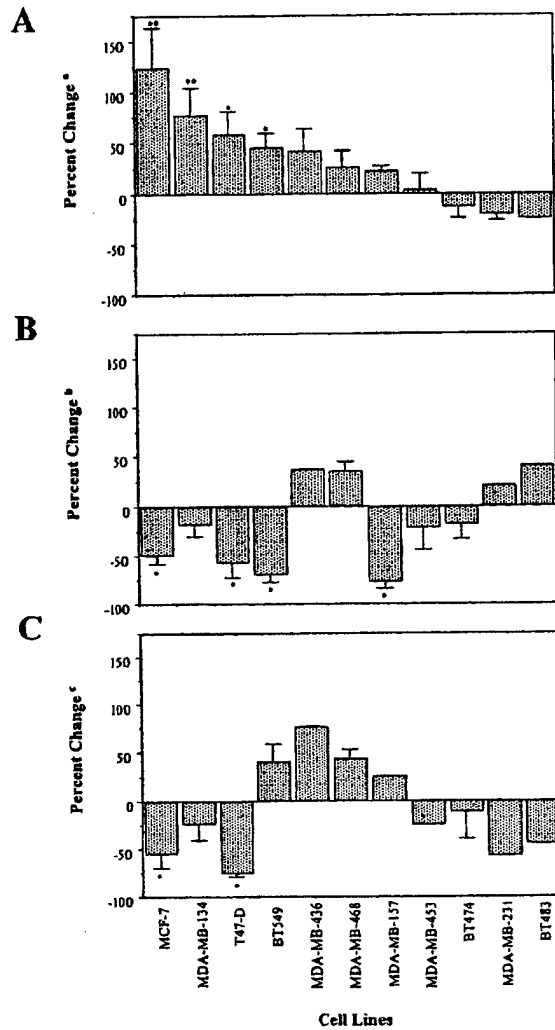 A
Percent Change a
150
100
50
0
-50
-100
B
Percent Change b
150
100
50
0
-50
-100
C
Percent Change c
150
100
50
0
-50
-100
MCF-7
MDA-MB-134
T47-D
BT549
MDA-MB-436
MDA-MB-468
MDA-MB-157
MDA-MB-453
BT474
MDA-MB-231
BT483
Cell Lines